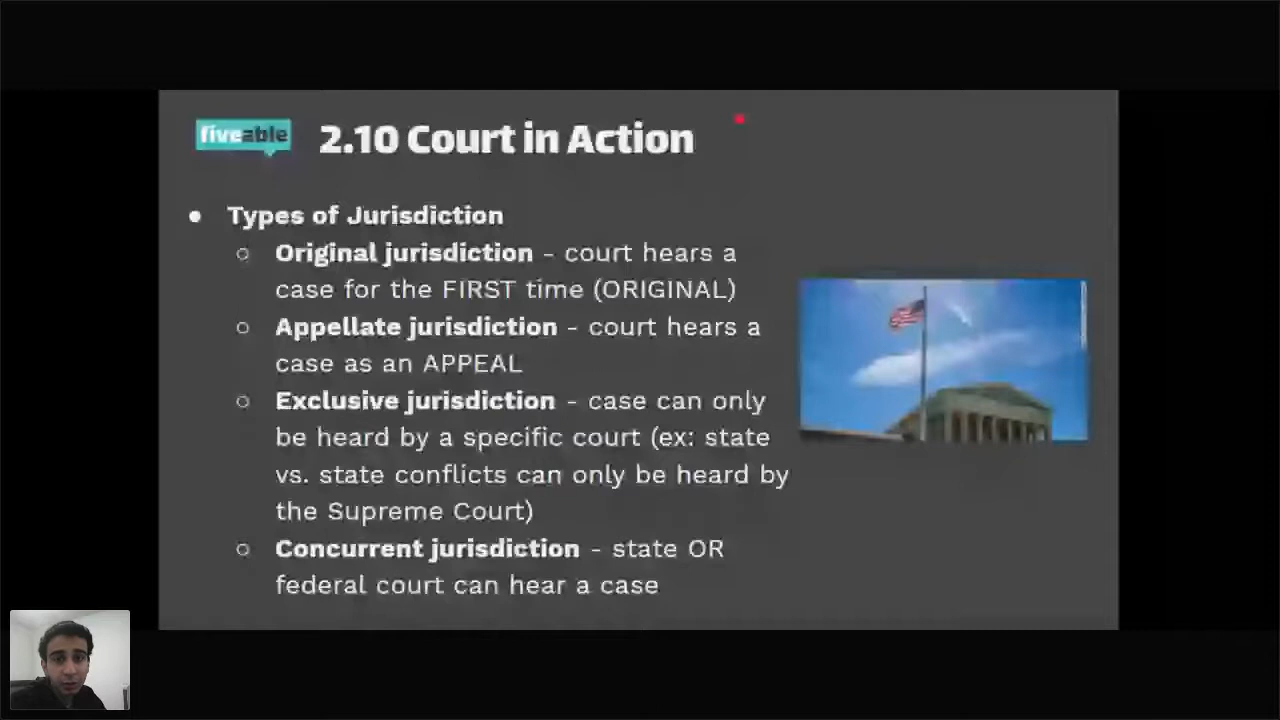 fiveable
2.10 Court in Action
● Types of Jurisdiction
○ Original jurisdiction - court hears a
case for the FIRST time (ORIGINAL)
○ Appellate jurisdiction - court hears a
case as an APPEAL
○ Exclusive jurisdiction - case can only
be heard by a specific court (ex: state
vs. state conflicts can only be heard by
the Supreme Court)
○ Concurrent jurisdiction - state OR
federal court can hear a case